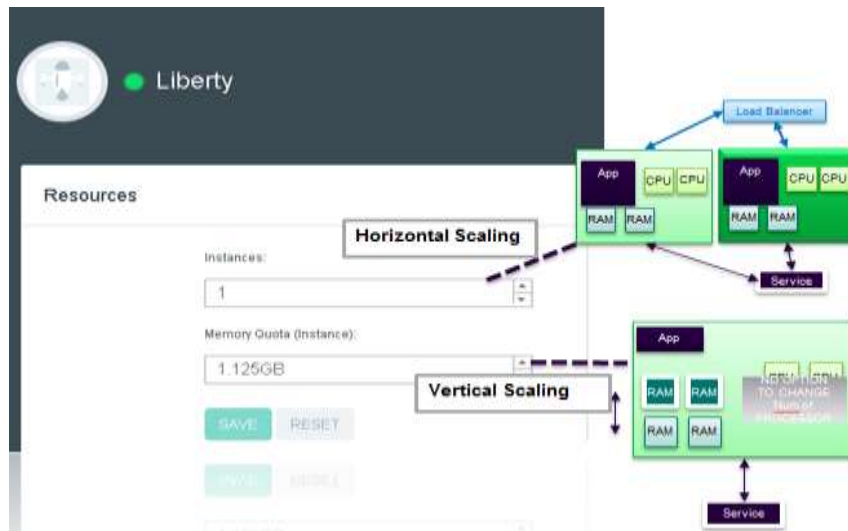 Liberty
Resources
Horizontal Scaling
Instances:
1
Memory Quota (Instance):
1.125GB
Vertical Scaling
SAVE RESET
Load Balancer
App
CPU CPU
RAM RAM
App
CPU CPU
RAM RAM
Service
App
RAM RAM
RAM RAM
CPU CPU
NO OPTION
TO CHANGE
Num of
PROCESSOR
Service